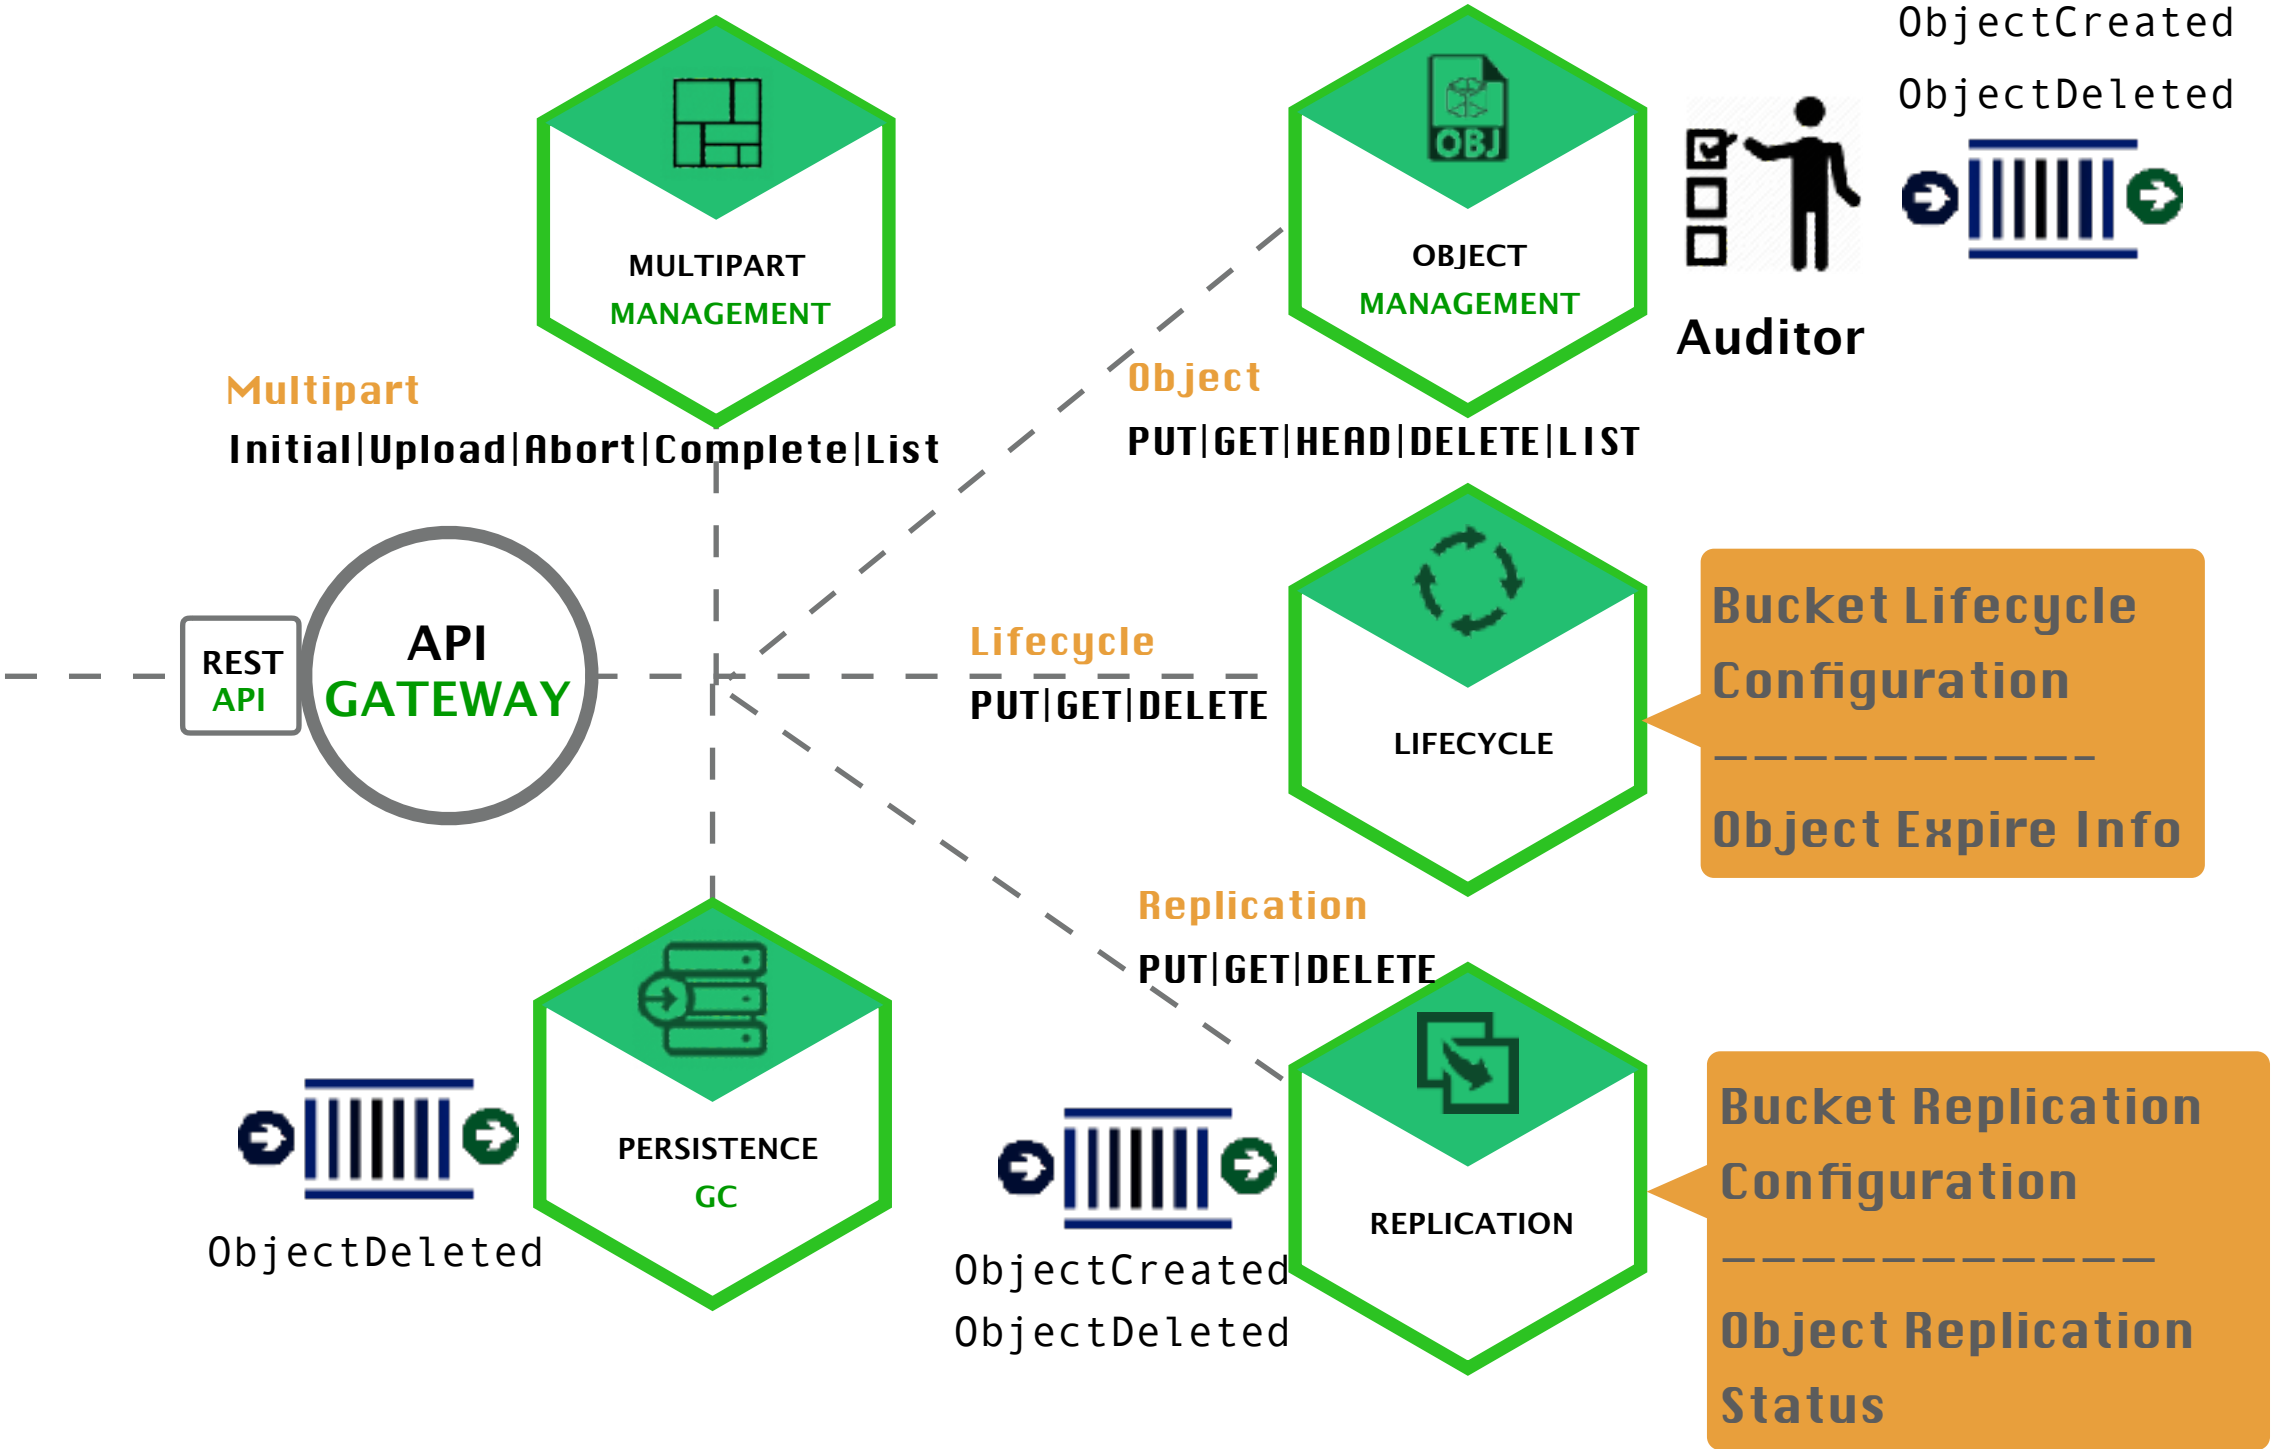 ObjectCreated
ObjectDeleted
OBJ
MULTIPART
MANAGEMENT
OBJECT
MANAGEMENT
Auditor
Multipart
Initial|Upload|Abort|Complete|List
Object
PUT|GET|HEAD|DELETE|LIST
REST
API
API
GATEWAY
Lifecycle
PUT|GET|DELETE
LIFECYCLE
Bucket Lifecycle
Configuration
----------
Object Expire Info
Replication
PUT|GET|DELETE
PERSISTENCE
GC
ObjectDeleted
ObjectCreated
ObjectDeleted
REPLICATION
Bucket Replication
Configuration
-----------
Object Replication
Status